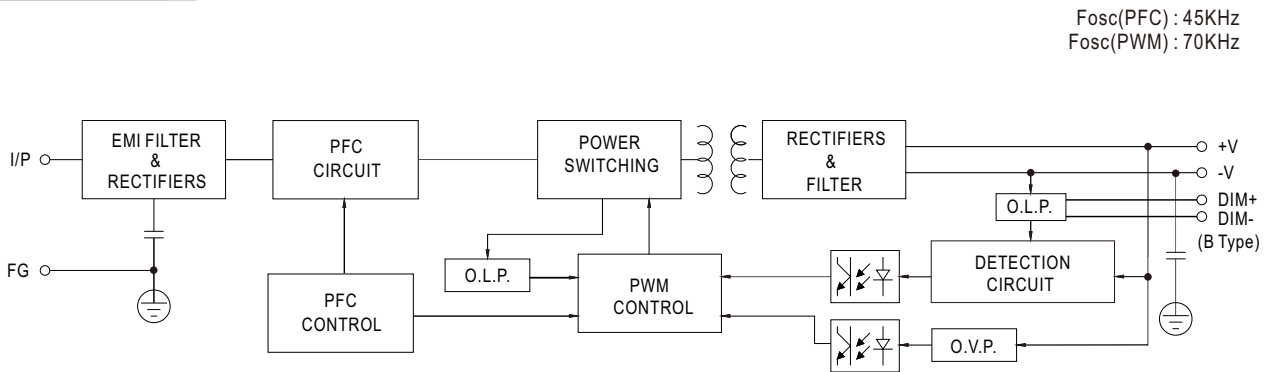 Fosc(PFC) : 45KHz
Fosc(PWM) : 70KHz
I/P
EMI FILTER
&
RECTIFIERS
PFC
CIRCUIT
POWER
SWITCHING
RECTIFIERS
&
FILTER
+V
-V
O.L.P.
DIM+
DIM-
(B Type)
FG
O.L.P.
PFC
CONTROL
PWM
CONTROL
DETECTION
CIRCUIT
O.V.P.